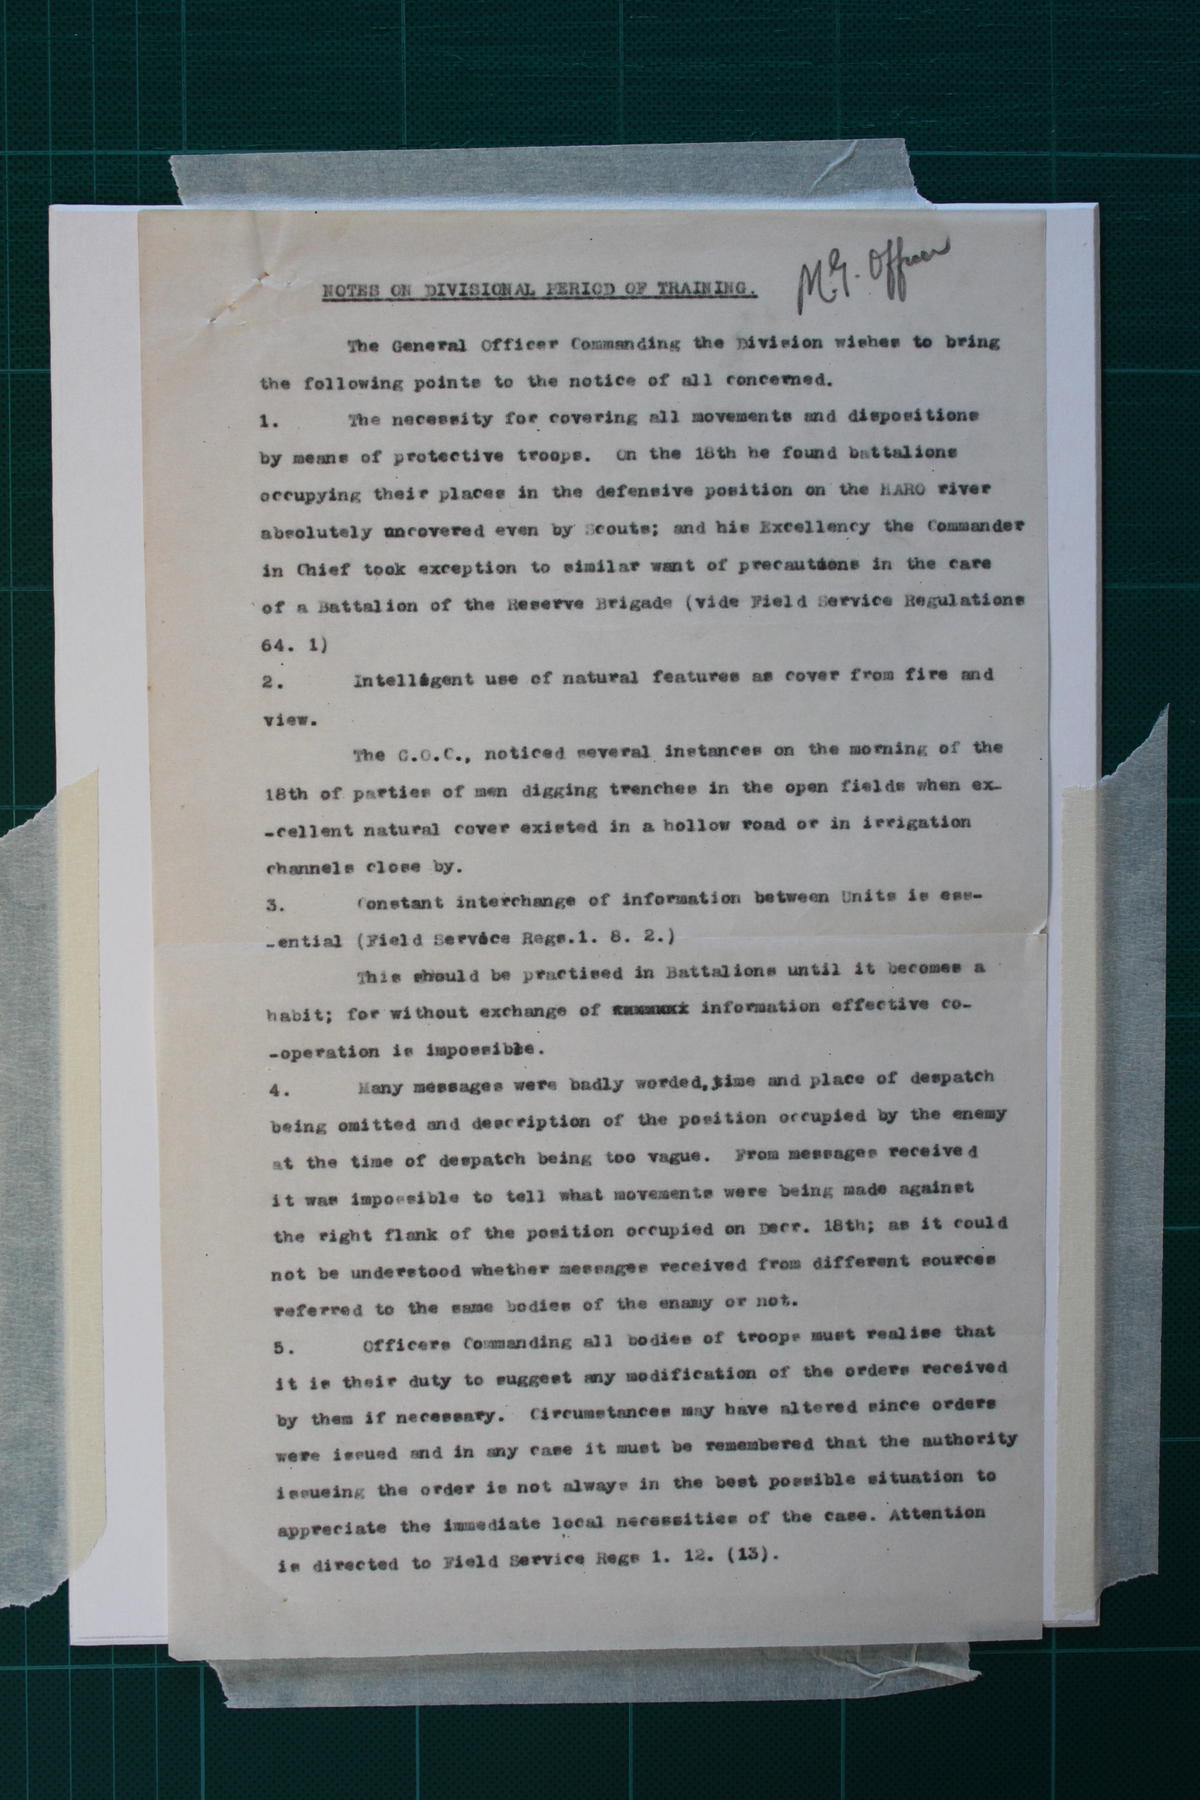 M.G. Officer
NOTES ON DIVISIONAL PERIOD OF TRAINING.
The General Officer Commanding the Division wishes to bring
the following points to the notice of all concerned.
1. The necessity for covering all movements and dispositions
by means of protective troops. On the 18th he found battalions
occupying their places in the defensive position on the HARO river
absolutely uncovered even by Scouts; and his Excellency the Commander
in Chief took exception to similar want of precautions in the care
of a Battalion of the Reserve Brigade (vide Field Service Regulations
64. 1)
2. Intelligent use of natural features as cover from fire and
view.
The G.O.C., noticed several instances on the morning of the
18th of parties of men digging trenches in the open fields when ex-
-cellent natural cover existed in a hollow road or in irrigation
channels close by.
3. Constant interchange of information between Units is ess-
-ential (Field Service Regs.1. 8. 2.)
This should be practised in Battalions until it becomes a
habit; for without exchange of information effective co-
-operation is impossible.
4. Many messages were badly worded, time and place of despatch
being omitted and description of the position occupied by the enemy
at the time of despatch being too vague. From messages received
it was impossible to tell what movements were being made against
the right flank of the position occupied on Decr. 18th; as it could
not be understood whether messages received from different sources
referred to the same bodies of the enamy or not.
5. Officers Commanding all bodies of troops must realise that
it is their duty to suggest any modification of the orders received
by them if necessary. Circumstances may have altered since orders
were issued and in any case it must be remembered that the authority
issueing the order is not always in the best possible situation to
appreciate the immediate local necessities of the case. Attention
is directed to Field Service Regs 1. 12. (13).